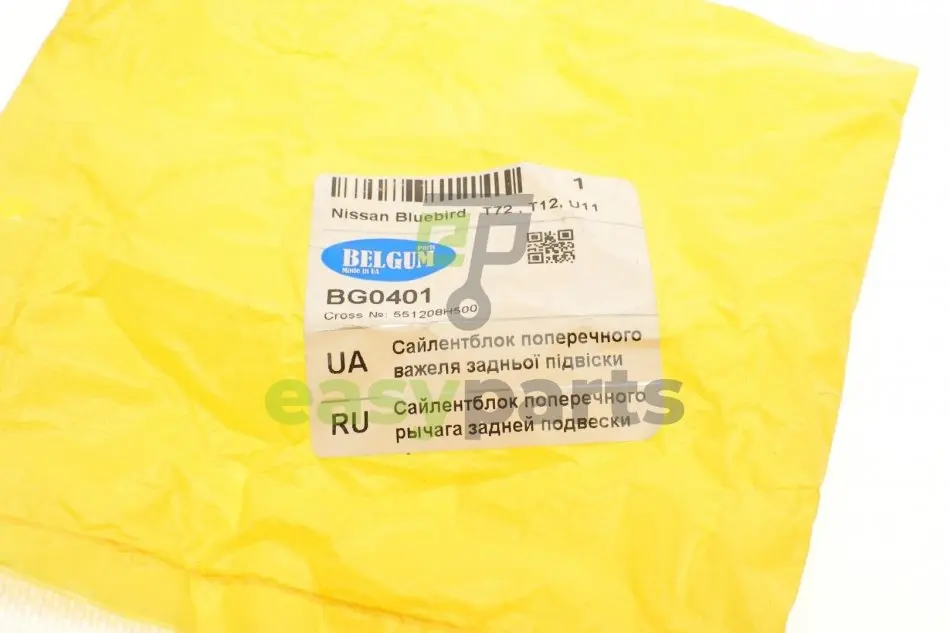 1
Nissan Bluebird T72, T12, U11
parts
BELGUM
Made in UA
BG0401
Cross №: 551208H500
UA
Сайлентблок поперечного
важеля задньої підвіски
RU
Сайлентблок поперечного
рычага задней подвески
easyparts